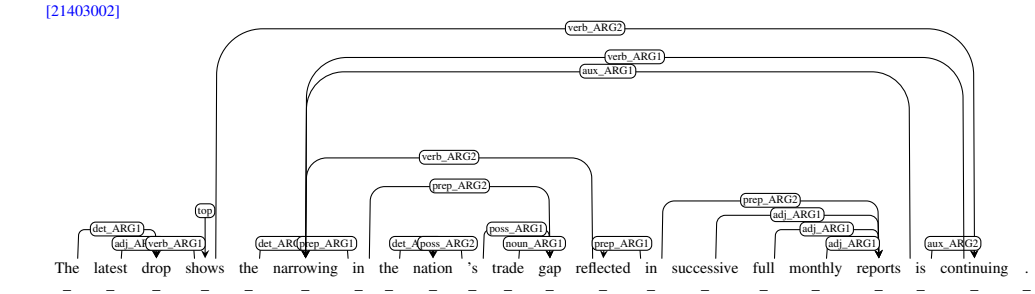 [21403002]
verb_ARG2
verb_ARG1
aux_ARG1
verb_ARG2
prep_ARG2
prep_ARG2
top
adj_ARG1
det_ARG1 poss_ARG1 adj_ARG1
verb_ARG1 prep_ARG1 poss_ARG2 noun_ARG1 prep_ARG1 adj_ARG1 aux_ARG2
The latest drop shows the narrowing in the nation 's trade gap reflected in successive full monthly reports is continuing .